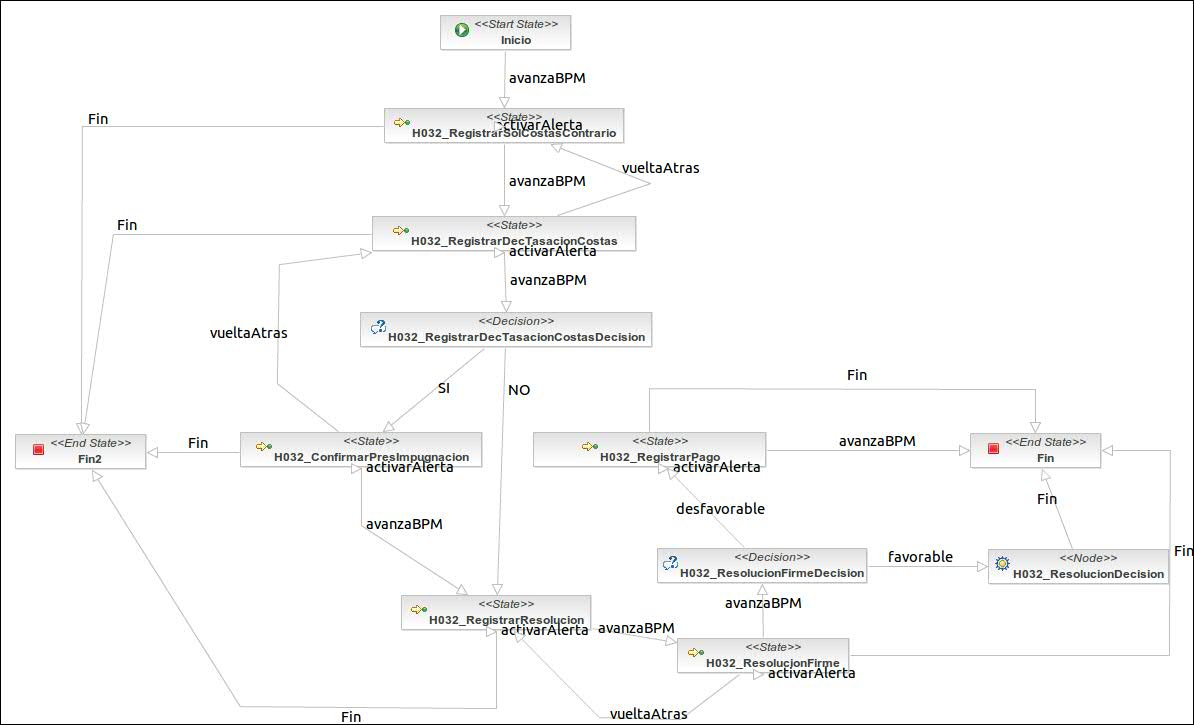 <<Start State>>
Inicio
avanzaBPM
Fin
<<State>>
activarAlerta
H032_RegistrarSolCostasContrario
vueltaAtras
avanzaBPM
Fin
<<State>>
H032_RegistrarDecTasacionCostas
activarAlerta
avanzaBPM
<<Decision>>
H032_RegistrarDecTasacionCostasDecision
vueltaAtras
SI
NO
Fin
<<End State>>
Fin2
Fin
<<State>>
H032_ConfirmarPresImpugnacion
activarAlerta
<<State>>
H032_RegistrarPago
activarAlerta
avanzaBPM
<<End State>>
Fin
desfavorable
Fin
avanzaBPM
<<Decision>>
H032_ResolucionFirmeDecision
favorable
<<Node>>
H032_ResolucionDecision
Fin
<<State>>
H032_RegistrarResolucion
activarAlerta
avanzaBPM
avanzaBPM
<<State>>
H032_ResolucionFirme
activarAlerta
Fin
vueltaAtras